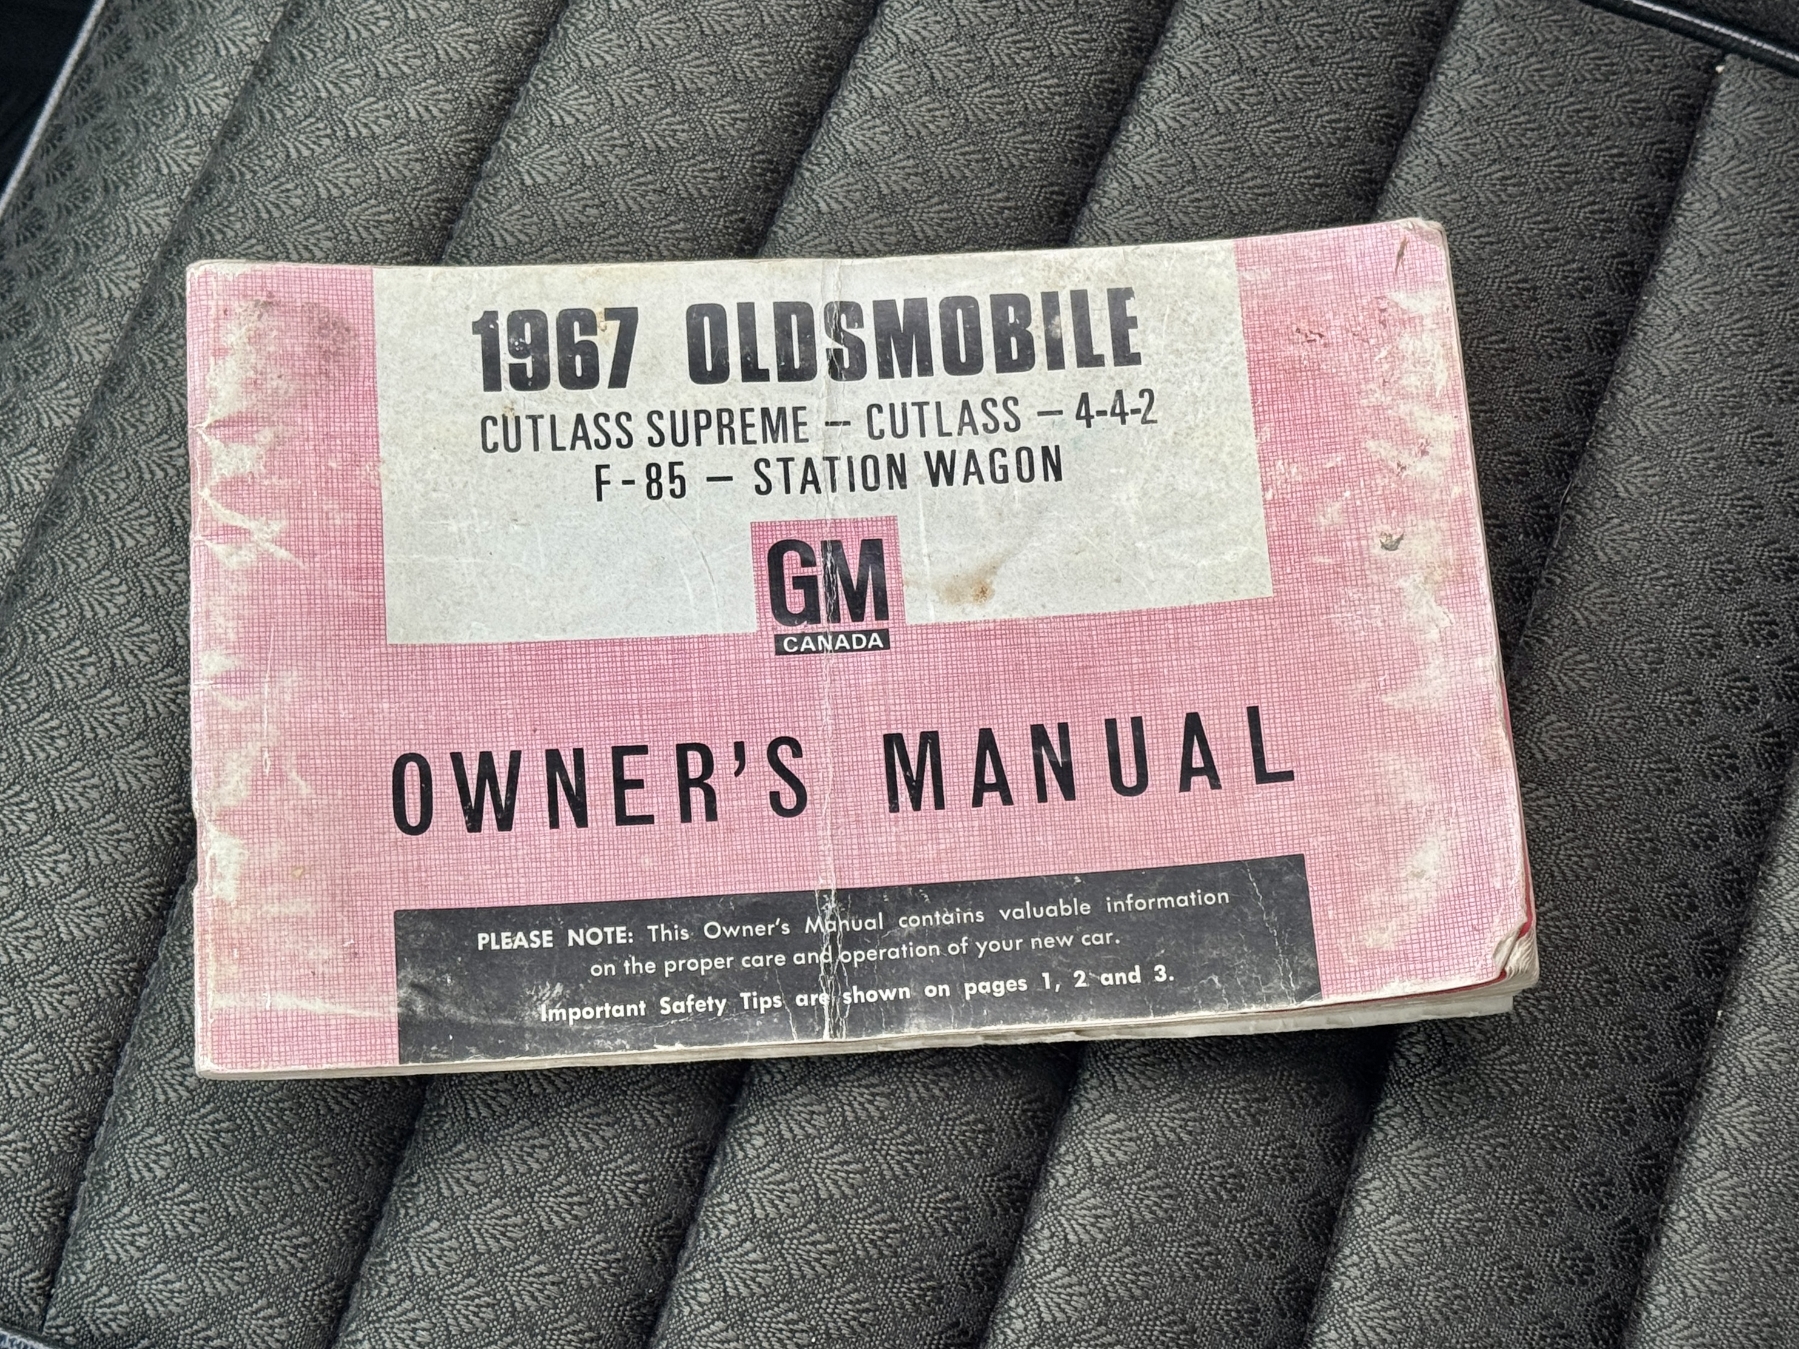 1967 OLDSMOBILE
CUTLASS SUPREME — CUTLASS — 4-4-2
F-85 — STATION WAGON
GM
CANADA
OWNER'S MANUAL
PLEASE NOTE: This Owner's Manual contains valuable information
on the proper care and operation of your new car.
Important Safety Tips are shown on pages 1, 2 and 3.